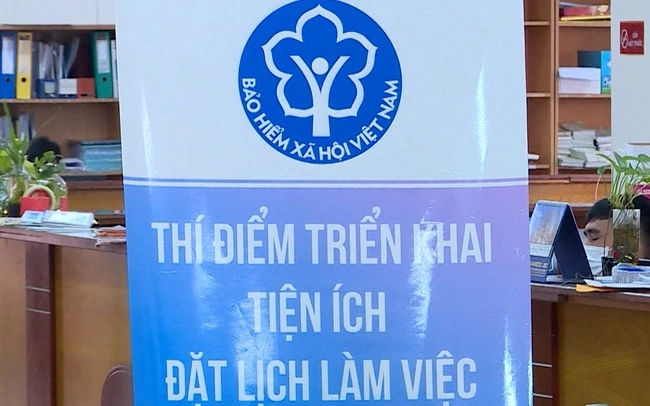 BẢO HIỂM XÃ HỘI VIỆT NAM
THÍ ĐIỂM TRIỂN KHAI
TIỆN ÍCH
ĐẶT LỊCH LÀM VIỆC